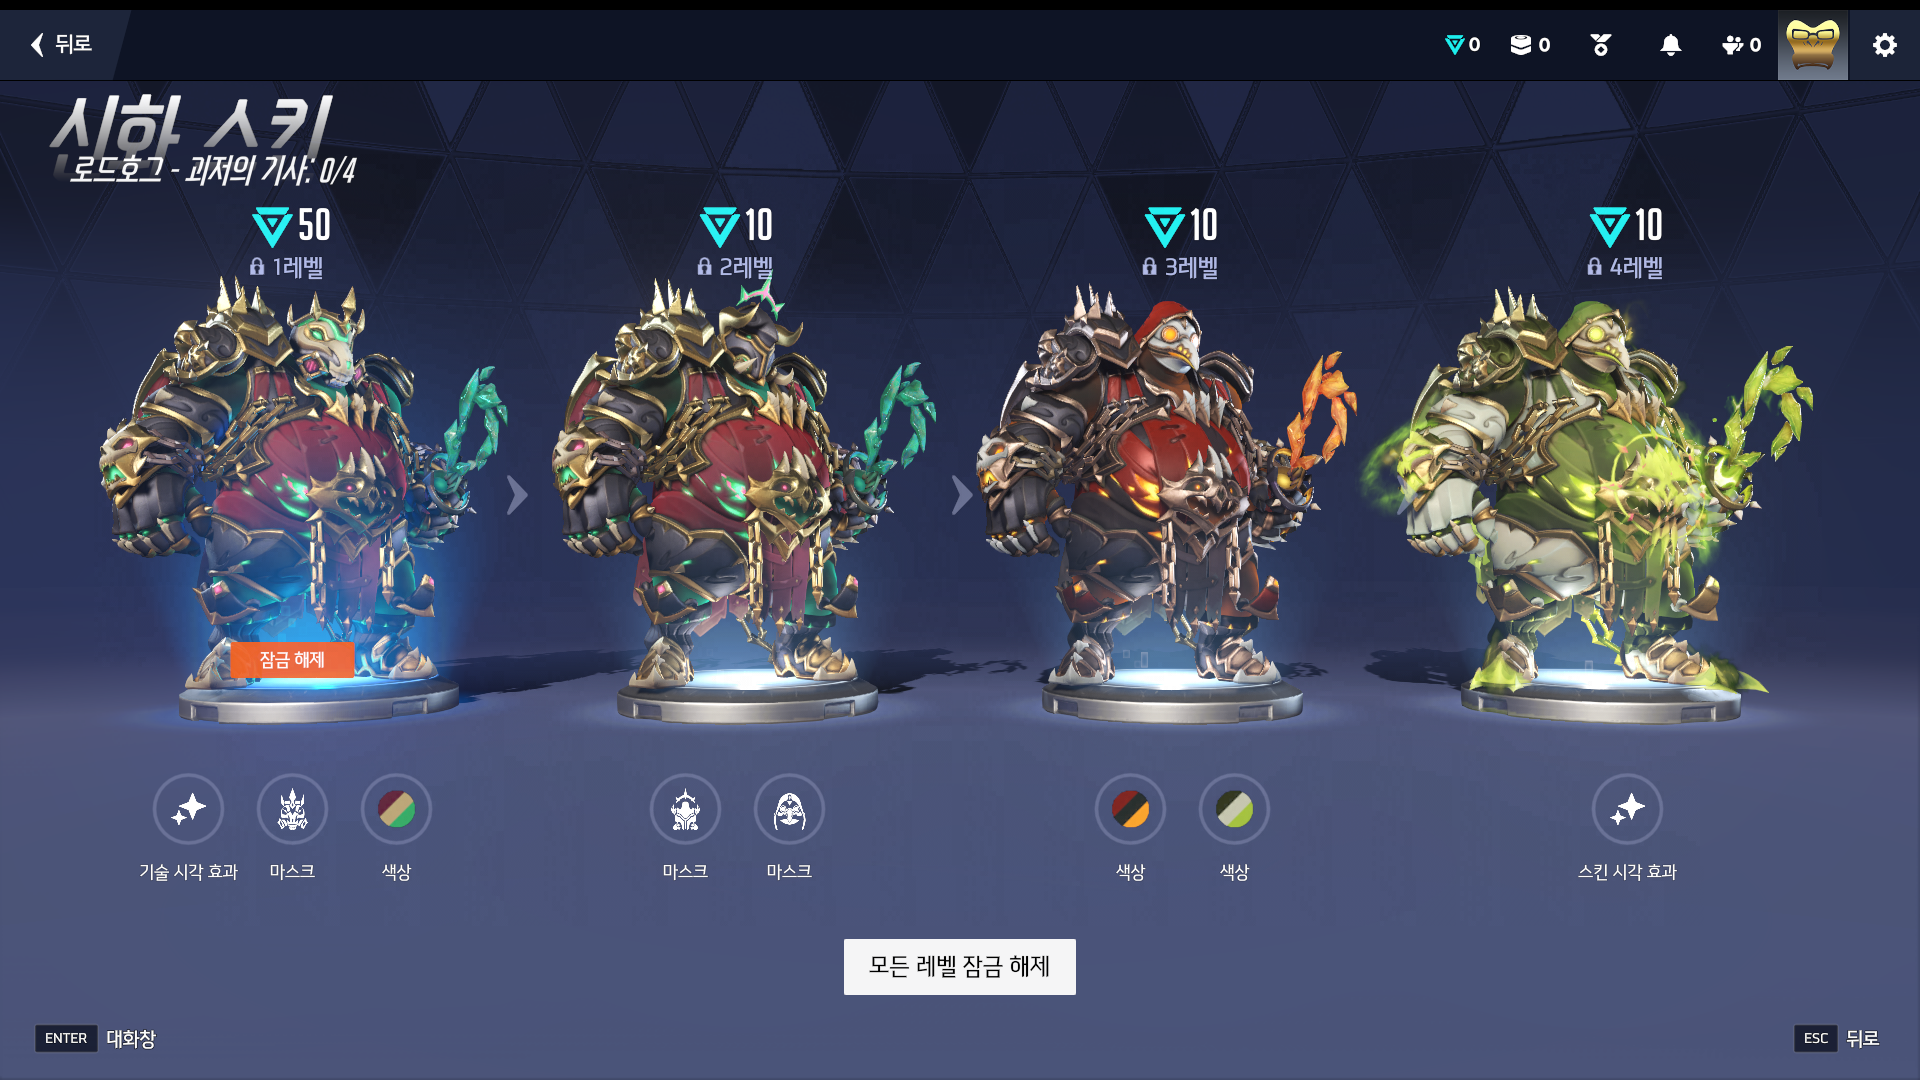 뒤로
0
0
0
신화 스킨
로드호그 - 괴저의 기사: 0/4
50
1레벨
10
2레벨
10
3레벨
10
4레벨
잠금 해제
기술 시각 효과
마스크
색상
마스크
마스크
색상
색상
스킨 시각 효과
모든 레벨 잠금 해제
ENTER 대화창
ESC 뒤로